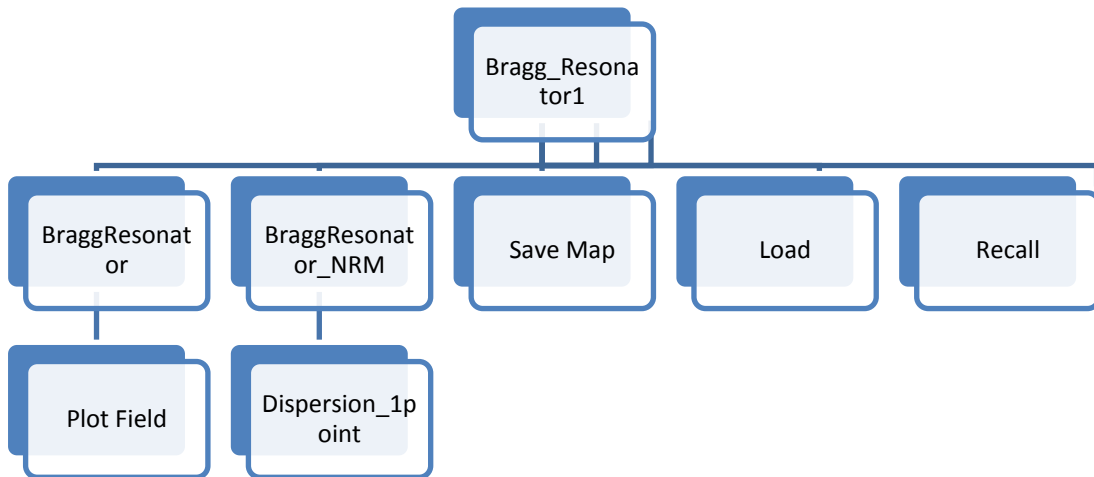 Bragg_Resona
tor1
BraggResonat
or
BraggResonat
or_NRM
Save Map
Load
Recall
Plot Field
Dispersion_1p
oint